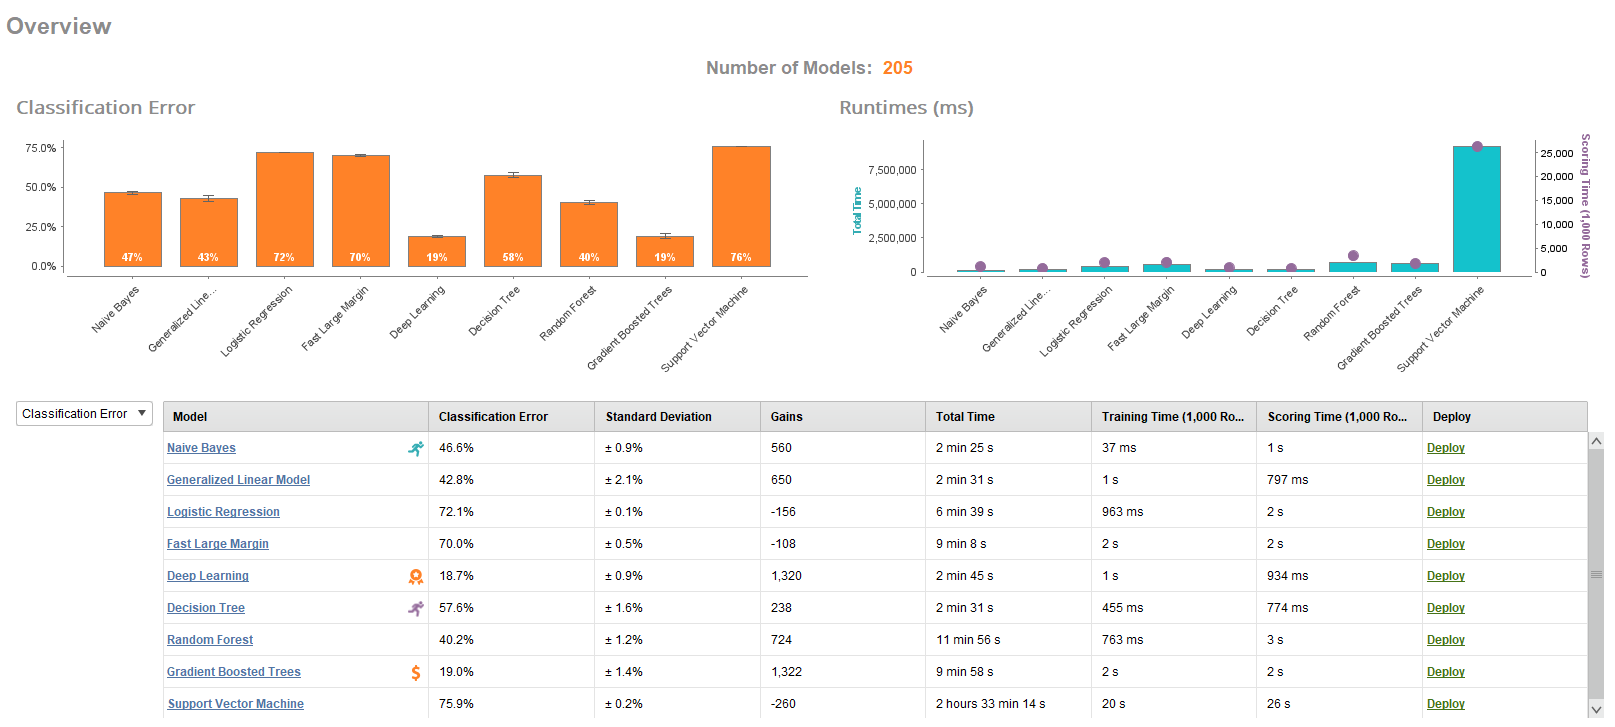 Overview
Number of Models: 205
Classification Error
Runtimes (ms)
75.0%
50.0%
25.0%
0.0%
47%
43%
72%
70%
19%
58%
40%
19%
76%
Naive Bayes
Generalized Line...
Logistic Regression
Fast Large Margin
Deep Learning
Decision Tree
Random Forest
Gradient Boosted Trees
Support Vector Machine
Total Time
7,500,000
5,000,000
2,500,000
0
25,000
20,000
15,000
10,000
5,000
0
Scoring Time (1,000 Rows)
Naive Bayes
Generalized Line...
Logistic Regression
Fast Large Margin
Deep Learning
Decision Tree
Random Forest
Gradient Boosted Trees
Support Vector Machine
Classification Error
Model Classification Error Standard Deviation Gains Total Time Training Time (1,000 Ro... Scoring Time (1,000 Ro... Deploy
Naive Bayes 46.6% ± 0.9% 560 2 min 25 s 37 ms 1 s Deploy
Generalized Linear Model 42.8% ± 2.1% 650 2 min 31 s 1 s 797 ms Deploy
Logistic Regression 72.1% ± 0.1% -156 6 min 39 s 963 ms 2 s Deploy
Fast Large Margin 70.0% ± 0.5% -108 9 min 8 s 2 s 2 s Deploy
Deep Learning 18.7% ± 0.9% 1,320 2 min 45 s 1 s 934 ms Deploy
Decision Tree 57.6% ± 1.6% 238 2 min 31 s 455 ms 774 ms Deploy
Random Forest 40.2% ± 1.2% 724 11 min 56 s 763 ms 3 s Deploy
Gradient Boosted Trees $ 19.0% ± 1.4% 1,322 9 min 58 s 2 s 2 s Deploy
Support Vector Machine 75.9% ± 0.2% -260 2 hours 33 min 14 s 20 s 26 s Deploy